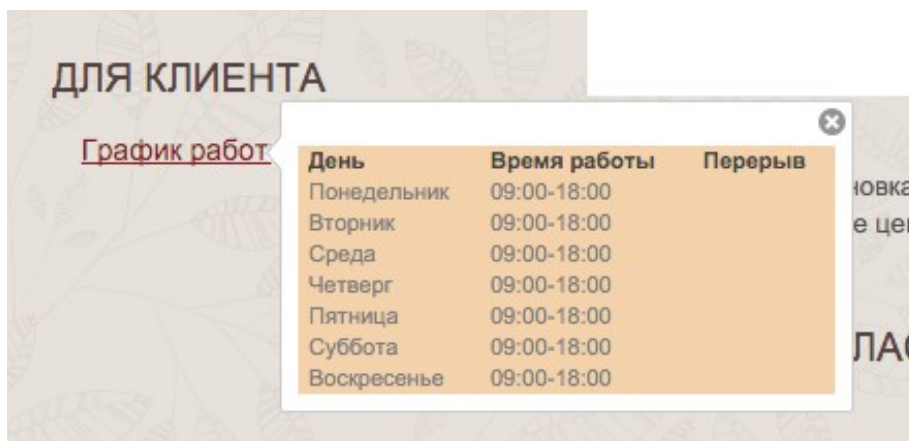 ДЛЯ КЛИЕНТА
График работ
День Время работы Перерыв
Понедельник 09:00-18:00
Вторник 09:00-18:00
Среда 09:00-18:00
Четверг 09:00-18:00
Пятница 09:00-18:00
Суббота 09:00-18:00
Воскресенье 09:00-18:00